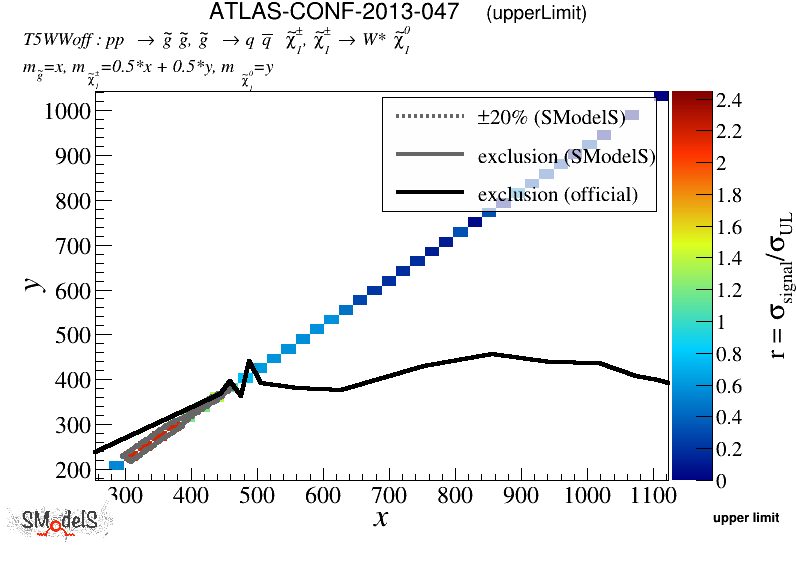 ATLAS-CONF-2013-047 (upperLimit)
T5WWoff : pp → g̃ g̃, g̃ → q q̅ χ̃₁±, χ̃₁± → W* χ̃₁⁰
m_g̃=x, m_χ̃₁±=0.5*x + 0.5*y, m_χ̃₁⁰=y
±20% (SModelS)
exclusion (SModelS)
exclusion (official)
1000
900
800
700
600
500
400
300
200
y
300 400 500 600 700 800 900 1000 1100
x
2.4
2.2
2
1.8
1.6
1.4
1.2
1
0.8
0.6
0.4
0.2
0
r = σ_signal/σ_UL
SModelS
upper limit